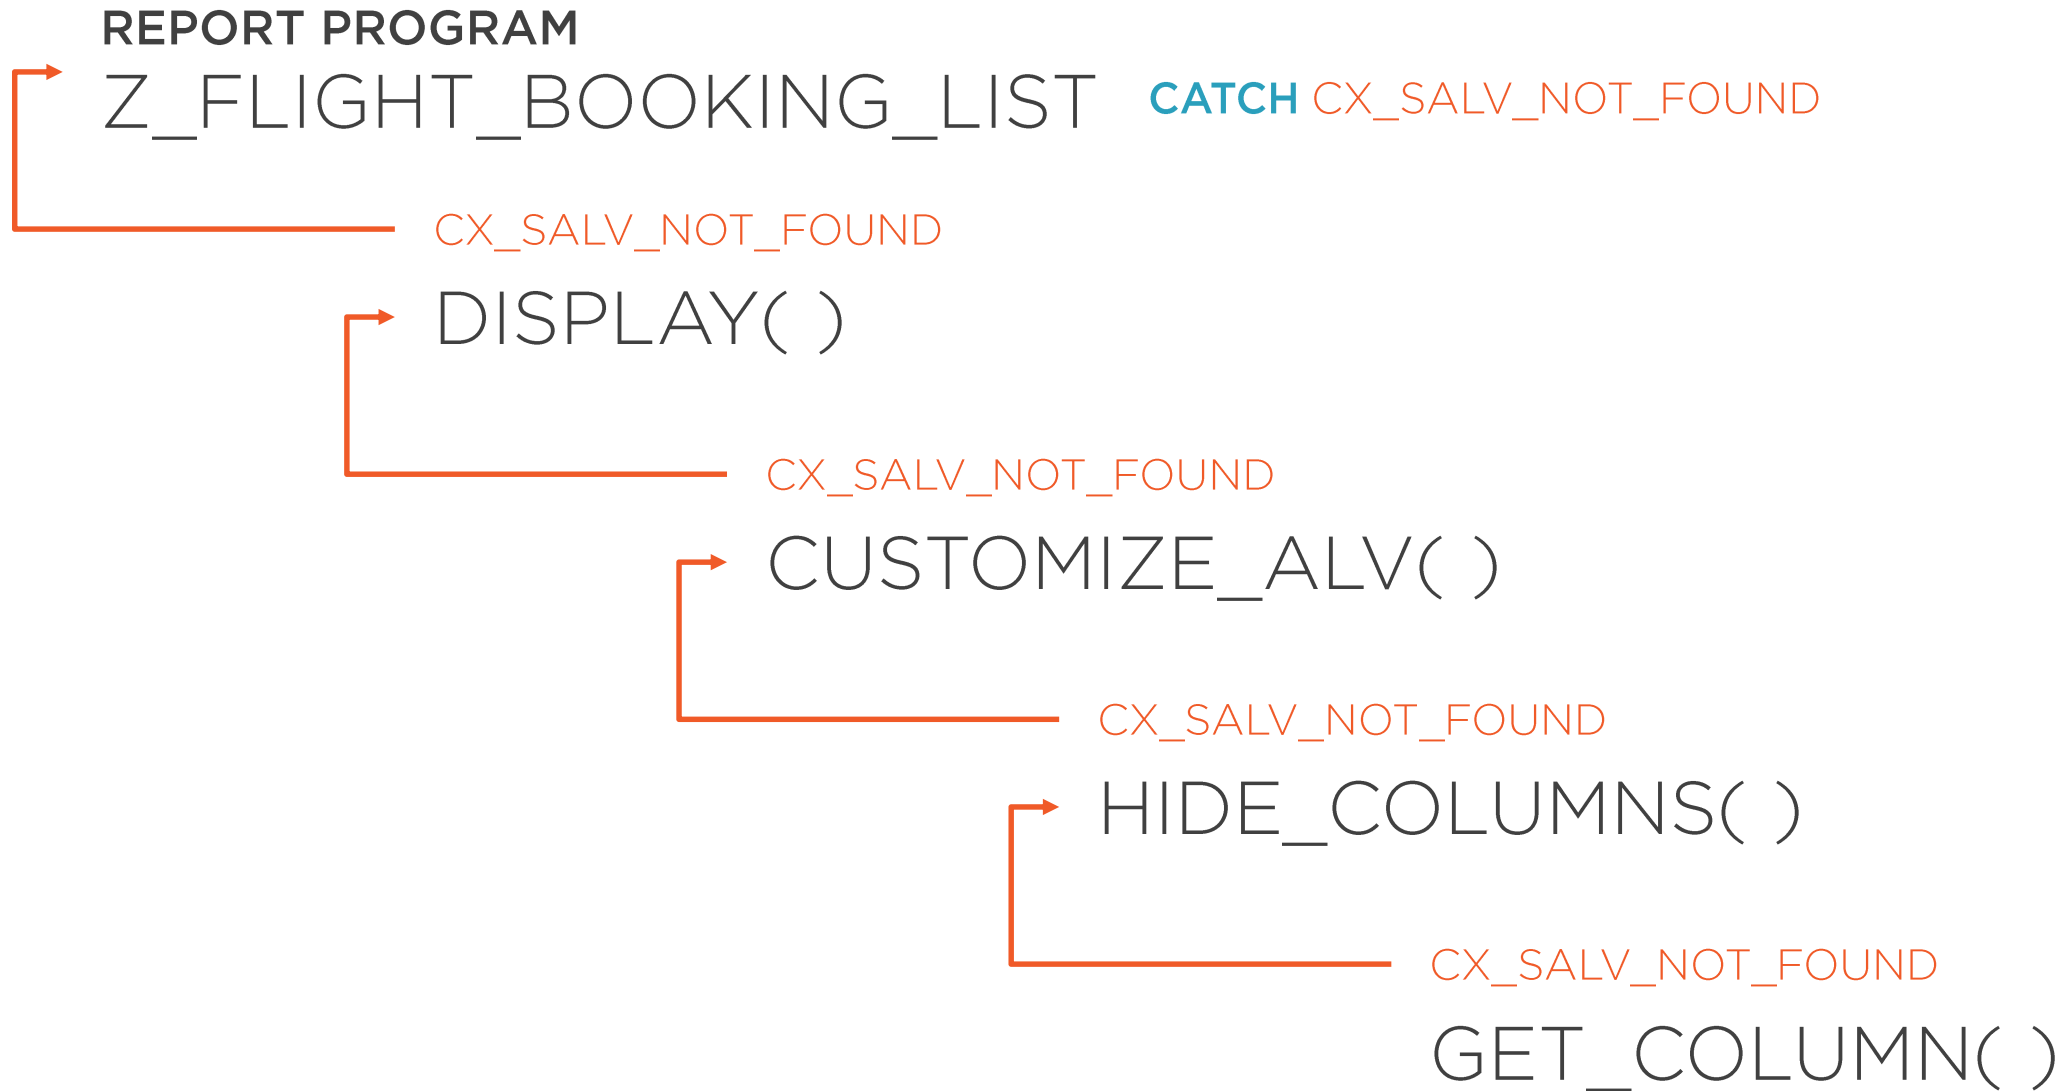 REPORT PROGRAM
Z_FLIGHT_BOOKING_LIST CATCH CX_SALV_NOT_FOUND
CX_SALV_NOT_FOUND
DISPLAY( )
CX_SALV_NOT_FOUND
CUSTOMIZE_ALV( )
CX_SALV_NOT_FOUND
HIDE_COLUMNS( )
CX_SALV_NOT_FOUND
GET_COLUMN( )